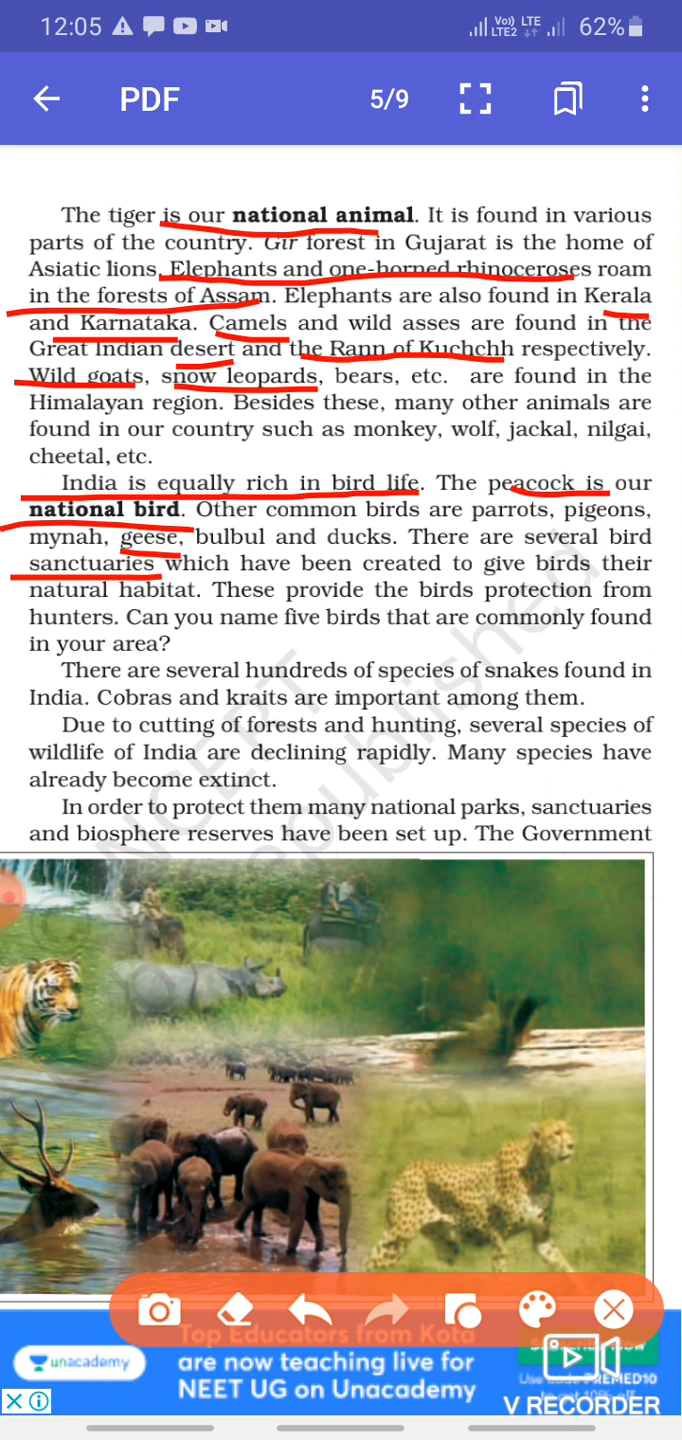 12:05
Vo)) LTE
LTE2
62%
PDF
5/9
The tiger is our national animal. It is found in various
parts of the country. Gir forest in Gujarat is the home of
Asiatic lions. Elephants and one-horned rhinoceroses roam
in the forests of Assam. Elephants are also found in Kerala
and Karnataka. Camels and wild asses are found in the
Great Indian desert and the Rann of Kuchchh respectively.
Wild goats, snow leopards, bears, etc. are found in the
Himalayan region. Besides these, many other animals are
found in our country such as monkey, wolf, jackal, nilgai,
cheetal, etc.
India is equally rich in bird life. The peacock is our
national bird. Other common birds are parrots, pigeons,
mynah, geese, bulbul and ducks. There are several bird
sanctuaries which have been created to give birds their
natural habitat. These provide the birds protection from
hunters. Can you name five birds that are commonly found
in your area?
There are several hundreds of species of snakes found in
India. Cobras and kraits are important among them.
Due to cutting of forests and hunting, several species of
wildlife of India are declining rapidly. Many species have
already become extinct.
In order to protect them many national parks, sanctuaries
and biosphere reserves have been set up. The Government
NCERT
republished
unacademy
Top Educators from Kota
are now teaching live for
NEET UG on Unacademy
V RECORDER